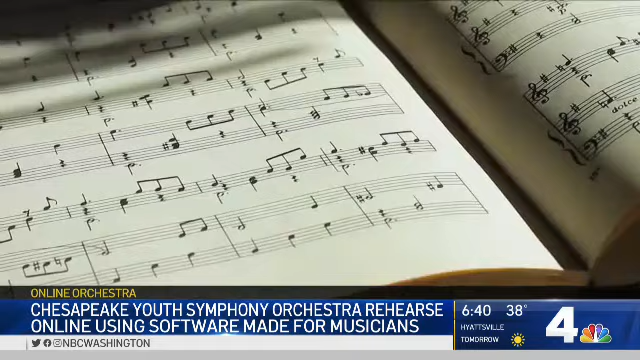 dolce
ONLINE ORCHESTRA
CHESAPEAKE YOUTH SYMPHONY ORCHESTRA REHEARSE
ONLINE USING SOFTWARE MADE FOR MUSICIANS
NBCWASHINGTON
6:40 38°
HYATTSVILLE
TOMORROW
4